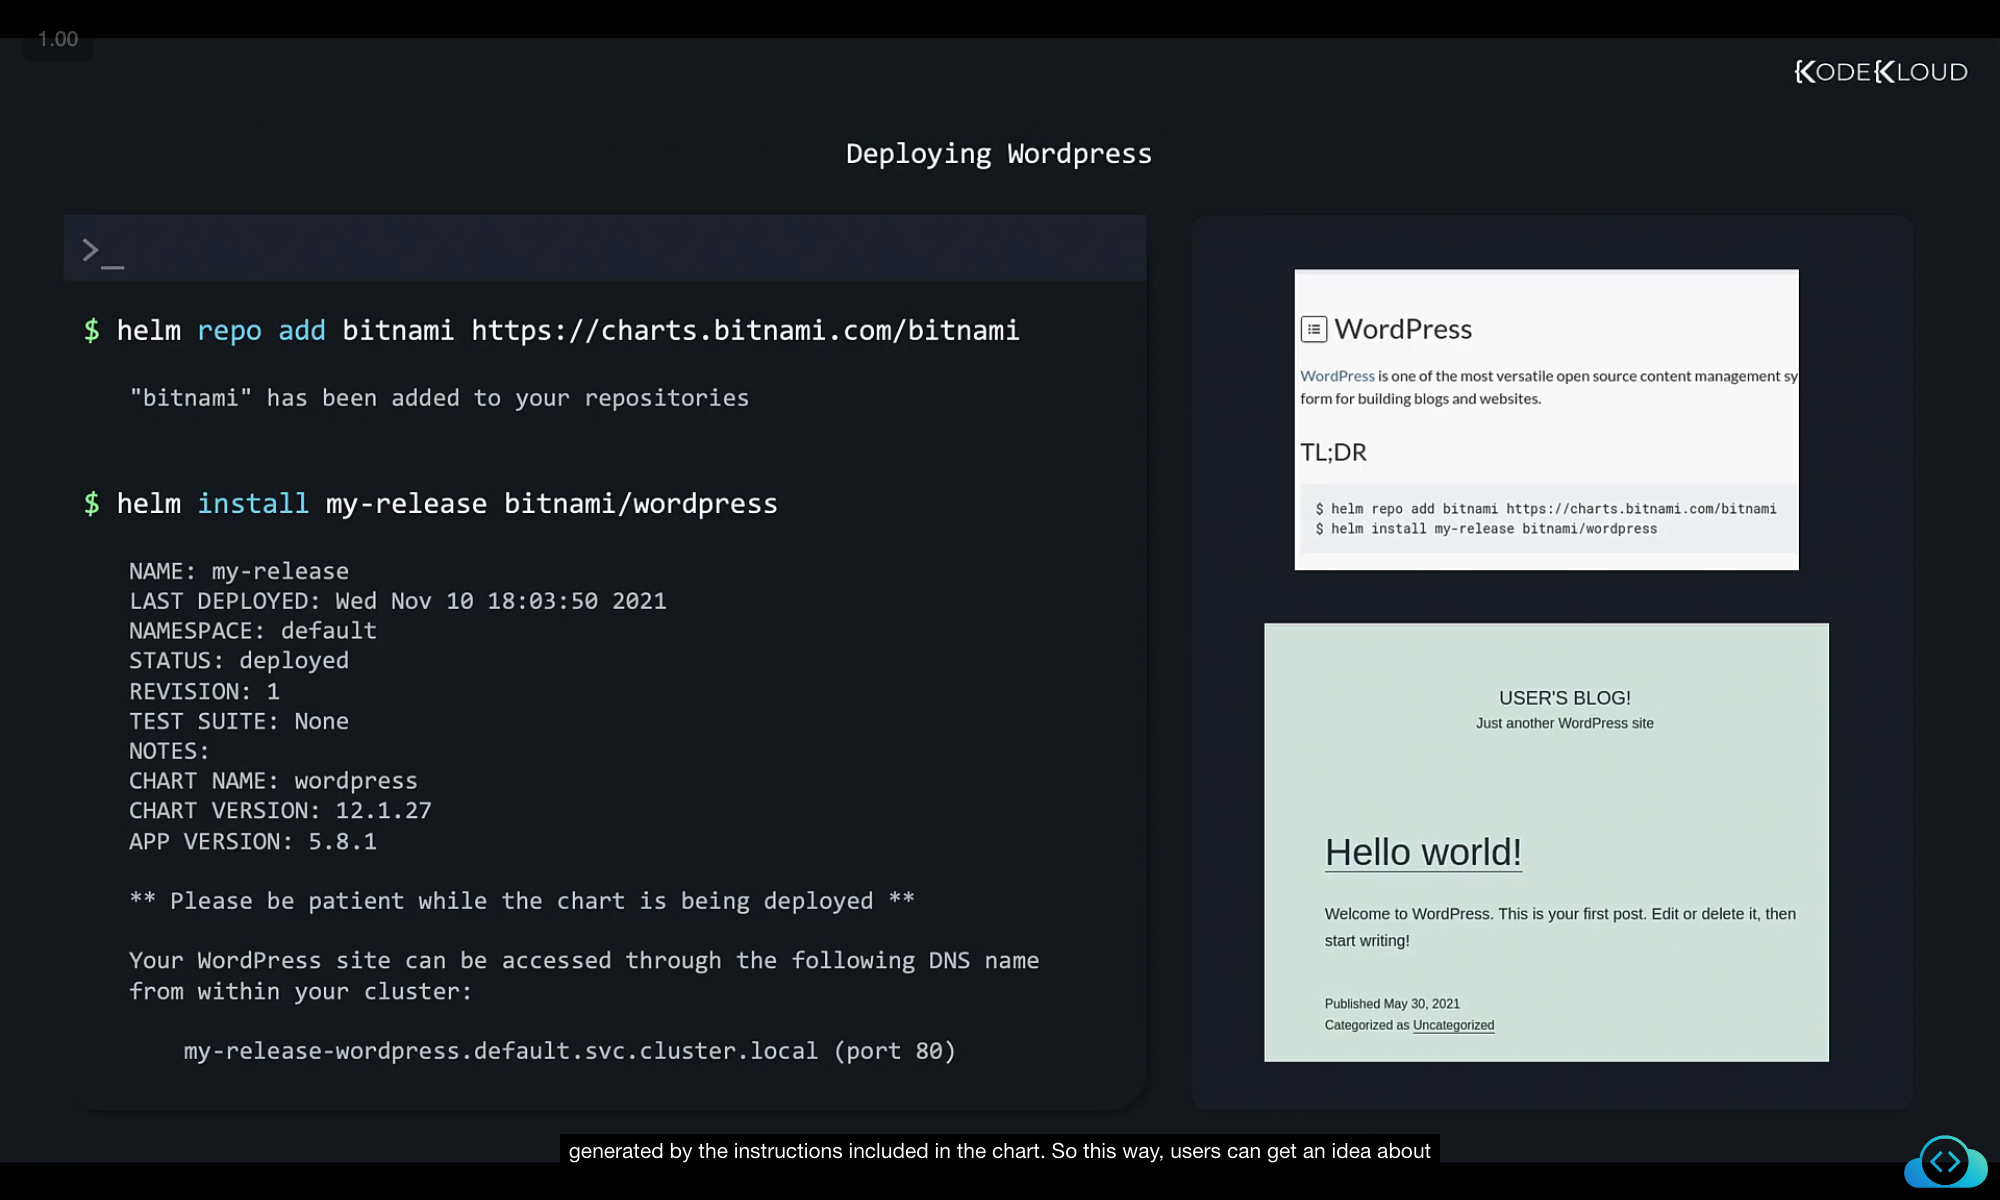 1.00
KODEKLOUD
Deploying Wordpress
>_
$ helm repo add bitnami https://charts.bitnami.com/bitnami
"bitnami" has been added to your repositories
$ helm install my-release bitnami/wordpress
NAME: my-release
LAST DEPLOYED: Wed Nov 10 18:03:50 2021
NAMESPACE: default
STATUS: deployed
REVISION: 1
TEST SUITE: None
NOTES:
CHART NAME: wordpress
CHART VERSION: 12.1.27
APP VERSION: 5.8.1
** Please be patient while the chart is being deployed **
Your WordPress site can be accessed through the following DNS name
from within your cluster:
my-release-wordpress.default.svc.cluster.local (port 80)
WordPress
WordPress is one of the most versatile open source content management sy
form for building blogs and websites.
TL;DR
$ helm repo add bitnami https://charts.bitnami.com/bitnami
$ helm install my-release bitnami/wordpress
USER'S BLOG!
Just another WordPress site
Hello world!
Welcome to WordPress. This is your first post. Edit or delete it, then
start writing!
Published May 30, 2021
Categorized as Uncategorized
generated by the instructions included in the chart. So this way, users can get an idea about